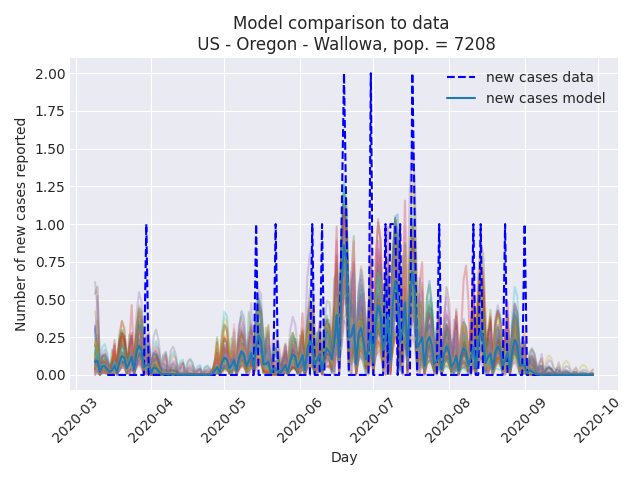 Model comparison to data
US - Oregon - Wallowa, pop. = 7208
new cases data
new cases model
Number of new cases reported
2.00
1.75
1.50
1.25
1.00
0.75
0.50
0.25
0.00
2020-03
2020-04
2020-05
2020-06
2020-07
2020-08
2020-09
2020-10
Day